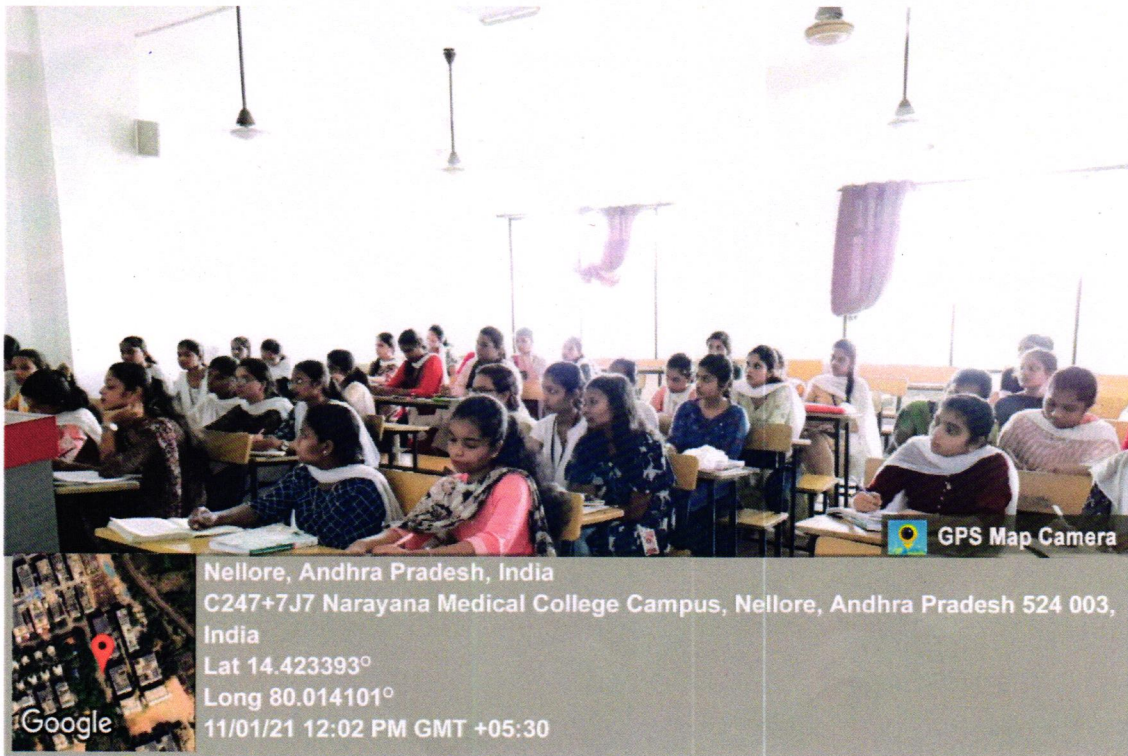 GPS Map Camera
Nellore, Andhra Pradesh, India
C247+7J7 Narayana Medical College Campus, Nellore, Andhra Pradesh 524 003,
India
Lat 14.423393°
Long 80.014101°
11/01/21 12:02 PM GMT +05:30
Google